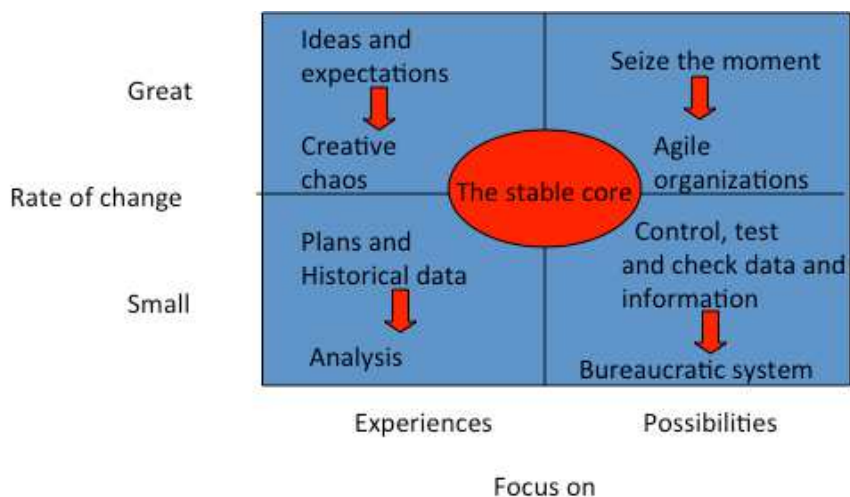 Ideas and
expectations
Seize the moment
Great
Creative
chaos
Agile
organizations
Rate of change
The stable core
Plans and
Historical data
Control, test
and check data and
information
Small
Analysis
Bureaucratic system
Experiences
Possibilities
Focus on